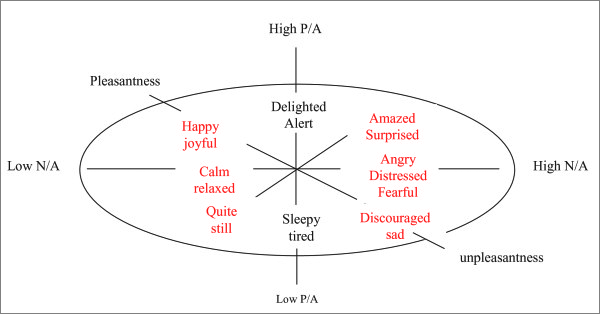 High P/A
Pleasantness
Delighted
Alert
Amazed
Surprised
Happy
joyful
Low N/A
Calm
relaxed
Angry
Distressed
Fearful
High N/A
Quite
still
Sleepy
tired
Discouraged
sad
unpleasantness
Low P/A